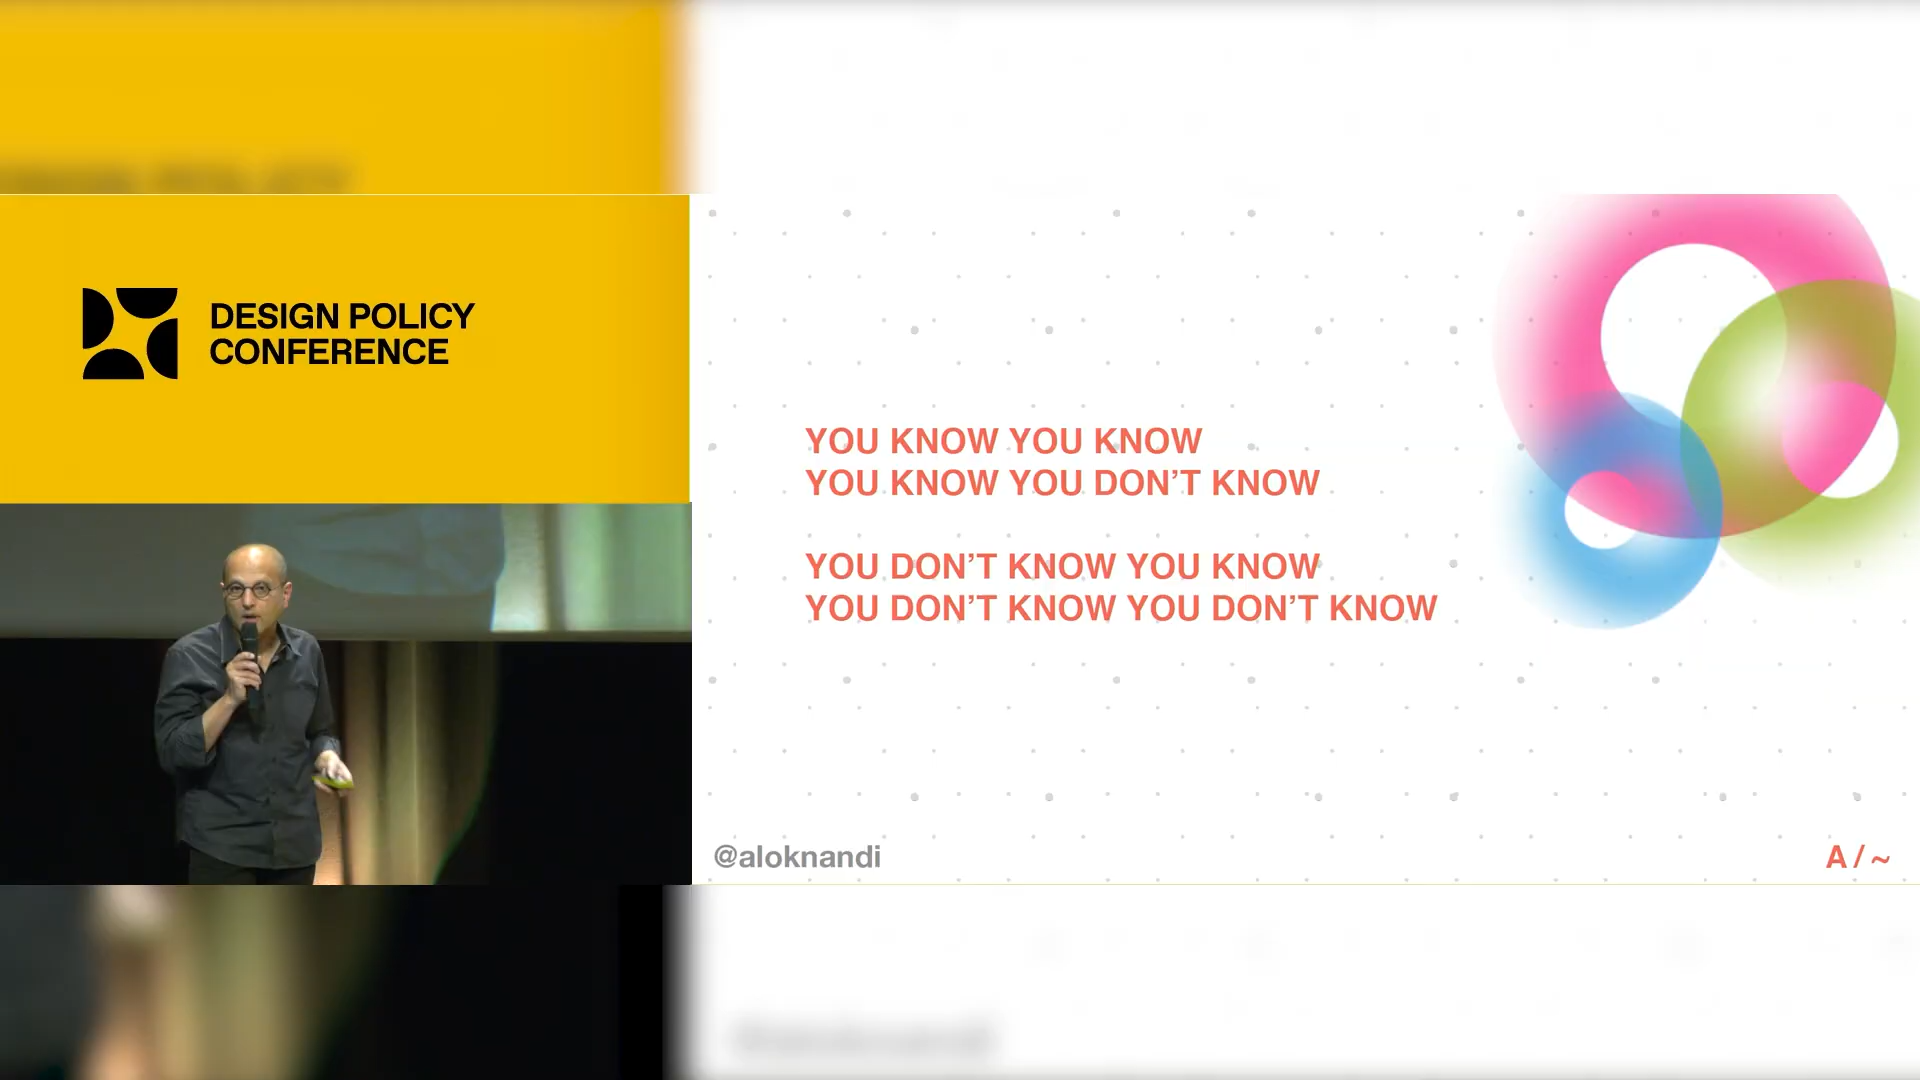 DESIGN POLICY
CONFERENCE
YOU KNOW YOU KNOW
YOU KNOW YOU DON’T KNOW
YOU DON’T KNOW YOU KNOW
YOU DON’T KNOW YOU DON’T KNOW
@aloknandi
A / ~